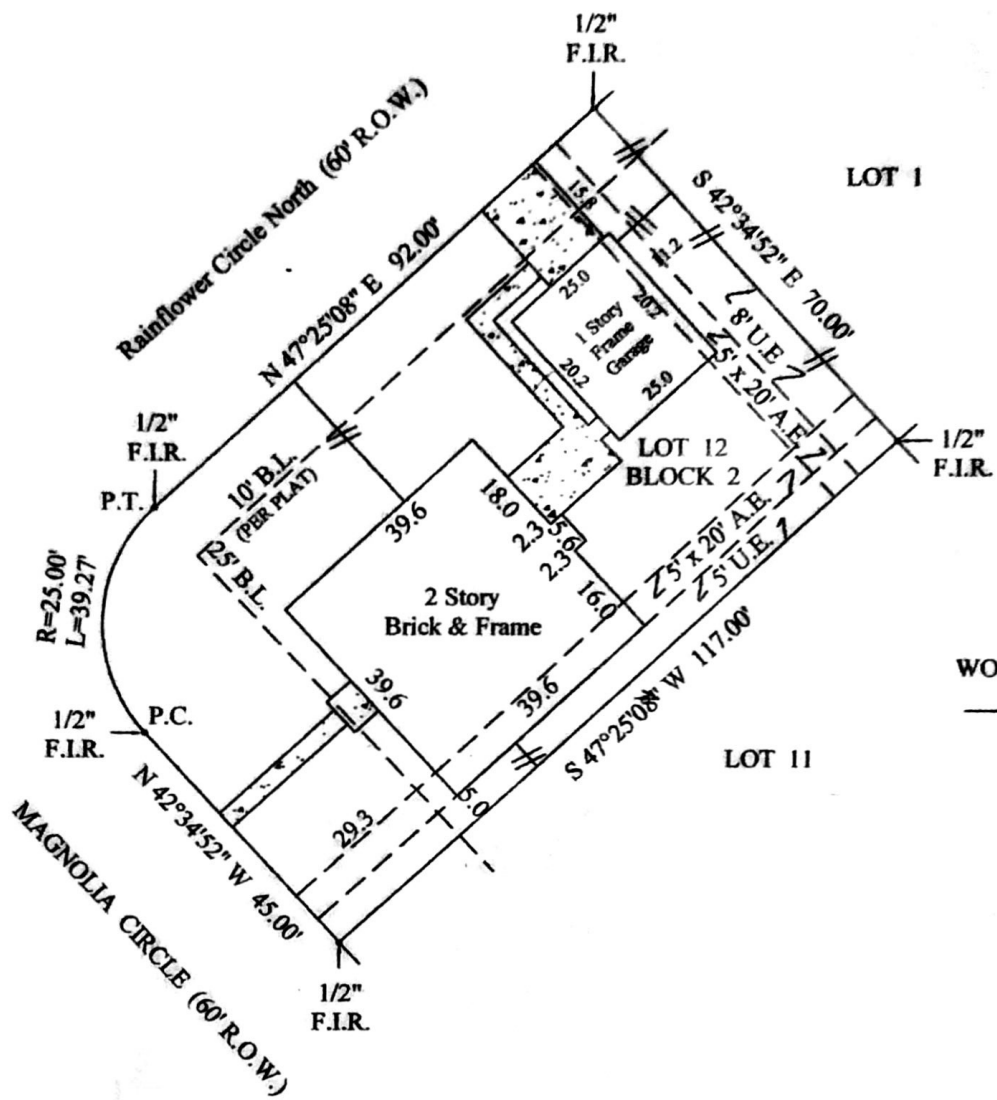 1/2"
F.I.R.
Rainflower Circle North (60' R.O.W.)
LOT 1
S 42°34'52" E 70.00'
N 47°25'08" E 92.00'
15.8
11.2
25.0
20.2
1 Story
Frame
Garage
20.2
25.0
8' U.E.
5' x 20' A.E.
1/2"
F.I.R.
1/2"
F.I.R.
P.T.
LOT 12
BLOCK 2
10' B.L.
(PER PLAT)
25' B.L.
39.6
18.0
2.3
5.6
2.3
16.0
5' x 20' A.E.
5' U.E.
R=25.00'
L=39.27'
2 Story
Brick & Frame
39.6
39.6
S 47°25'08" W 117.00'
WO
1/2"
F.I.R.
P.C.
LOT 11
N 42°34'52" W 45.00'
29.3
5.0
MAGNOLIA CIRCLE (60' R.O.W.)
1/2"
F.I.R.